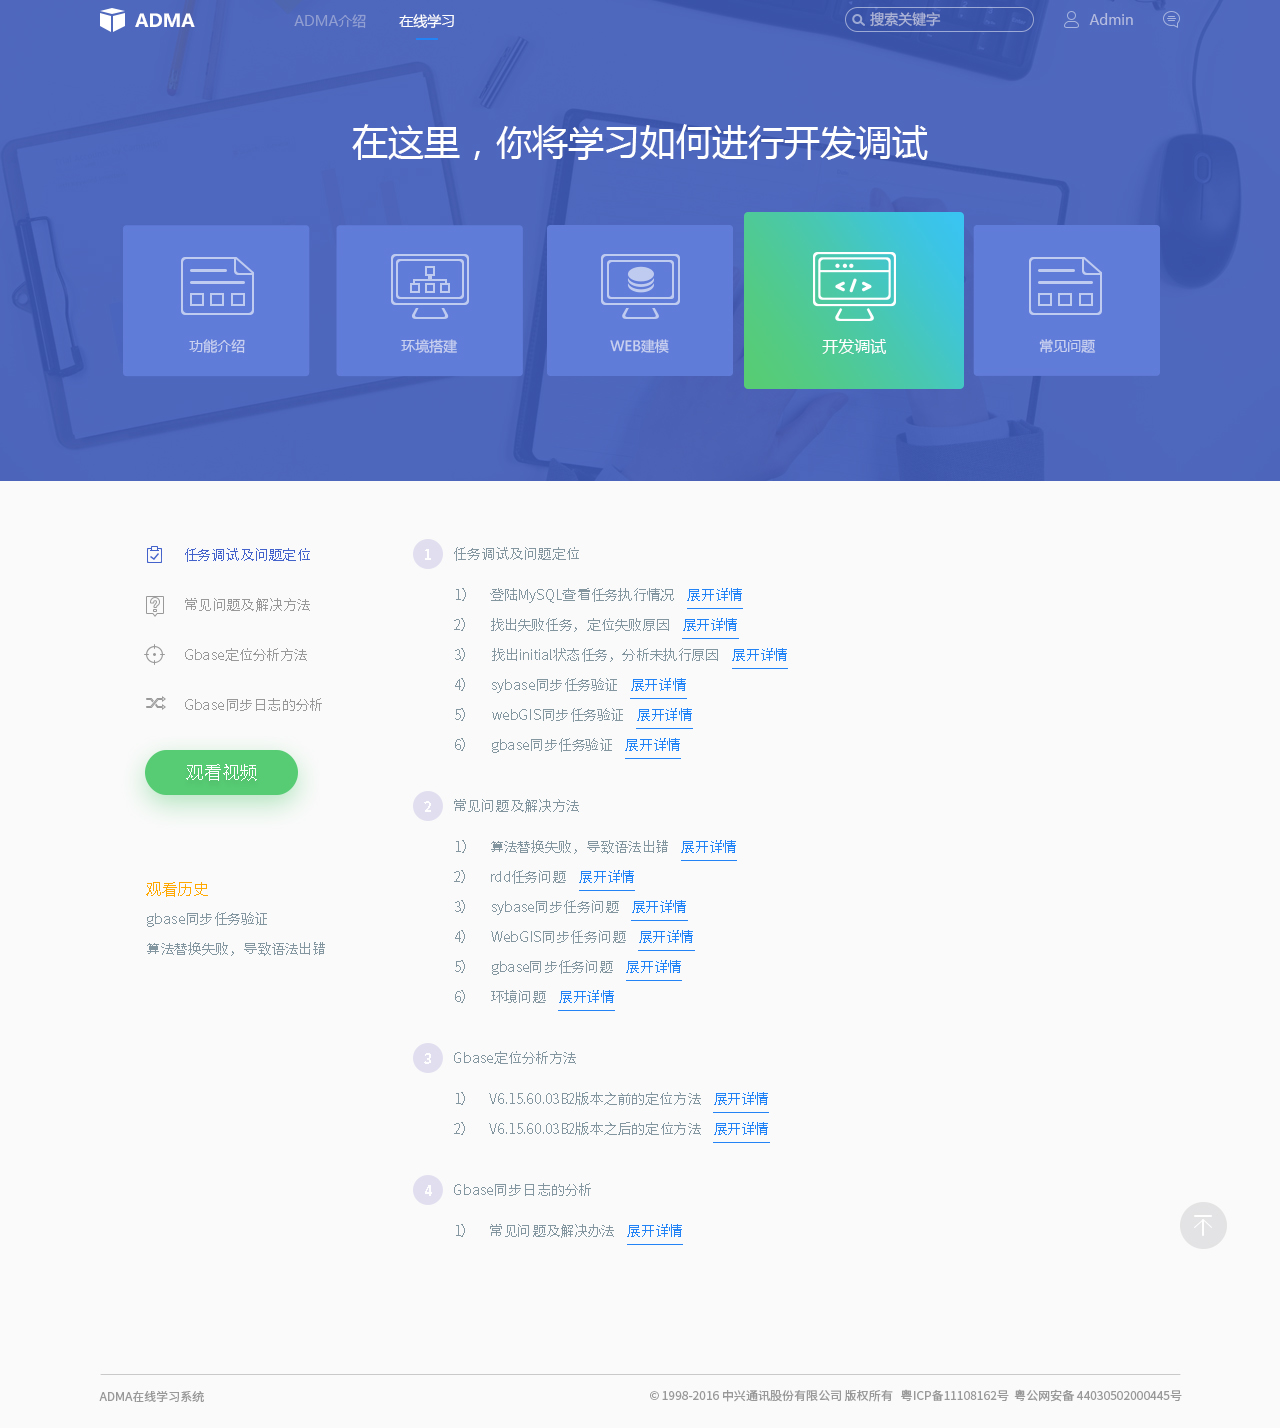 ADMA ADMA介绍 在线学习 搜索关键字 Admin
在这里，你将学习如何进行开发调试
功能介绍 环境搭建 WEB建模 开发调试 常见问题
任务调试及问题定位
常见问题及解决方法
Gbase定位分析方法
Gbase同步日志的分析
观看视频
观看历史
gbase同步任务验证
算法替换失败，导致语法出错
1 任务调试及问题定位
1） 登陆MySQL查看任务执行情况 展开详情
2） 找出失败任务，定位失败原因 展开详情
3） 找出initial状态任务，分析未执行原因 展开详情
4） sybase同步任务验证 展开详情
5） webGIS同步任务验证 展开详情
6） gbase同步任务验证 展开详情
2 常见问题及解决方法
1） 算法替换失败，导致语法出错 展开详情
2） rdd任务问题 展开详情
3） sybase同步任务问题 展开详情
4） WebGIS同步任务问题 展开详情
5） gbase同步任务问题 展开详情
6） 环境问题 展开详情
3 Gbase定位分析方法
1） V6.15.60.03B2版本之前的定位方法 展开详情
2） V6.15.60.03B2版本之后的定位方法 展开详情
4 Gbase同步日志的分析
1） 常见问题及解决办法 展开详情
ADMA在线学习系统 © 1998-2016 中兴通讯股份有限公司 版权所有 粤ICP备11108162号 粤公网安备 44030502000445号